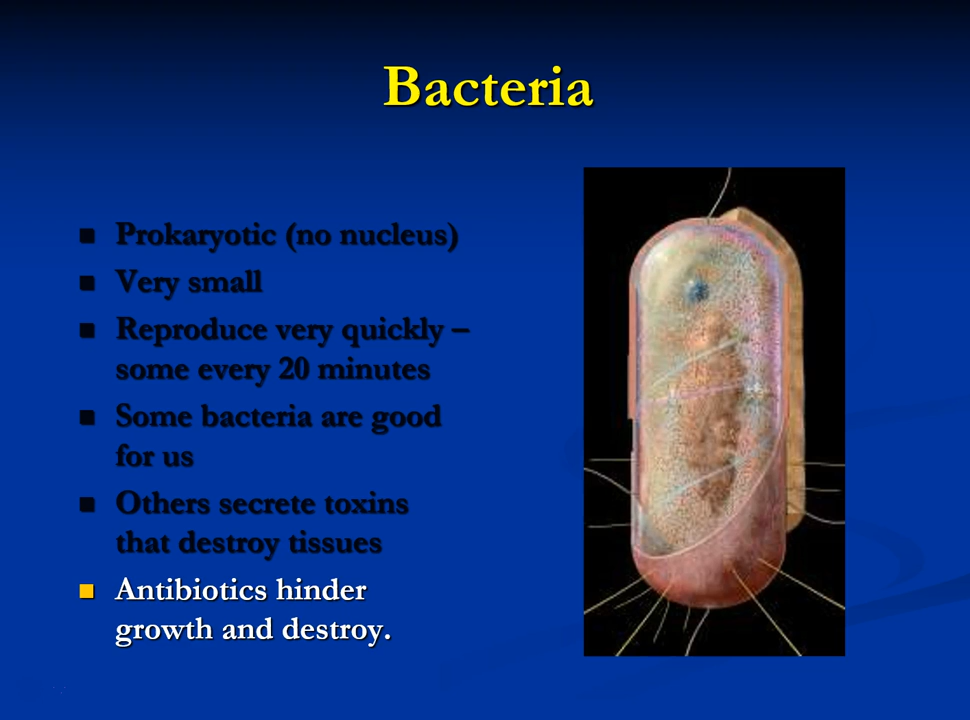 Bacteria
Prokaryotic (no nucleus)
Very small
Reproduce very quickly –
some every 20 minutes
Some bacteria are good
for us
Others secrete toxins
that destroy tissues
Antibiotics hinder
growth and destroy.